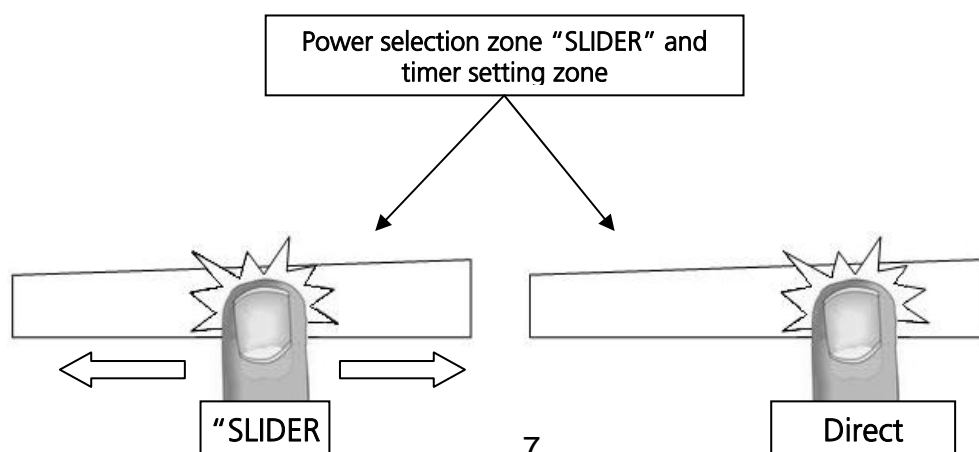 Power selection zone “SLIDER” and
timer setting zone
“SLIDER
Direct
7